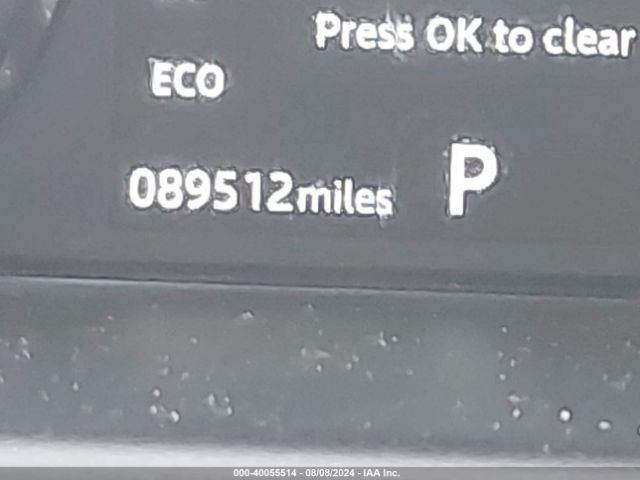 Press OK to clear
ECO
089512miles P
000-40055514 - 08/08/2024 - IAA Inc.